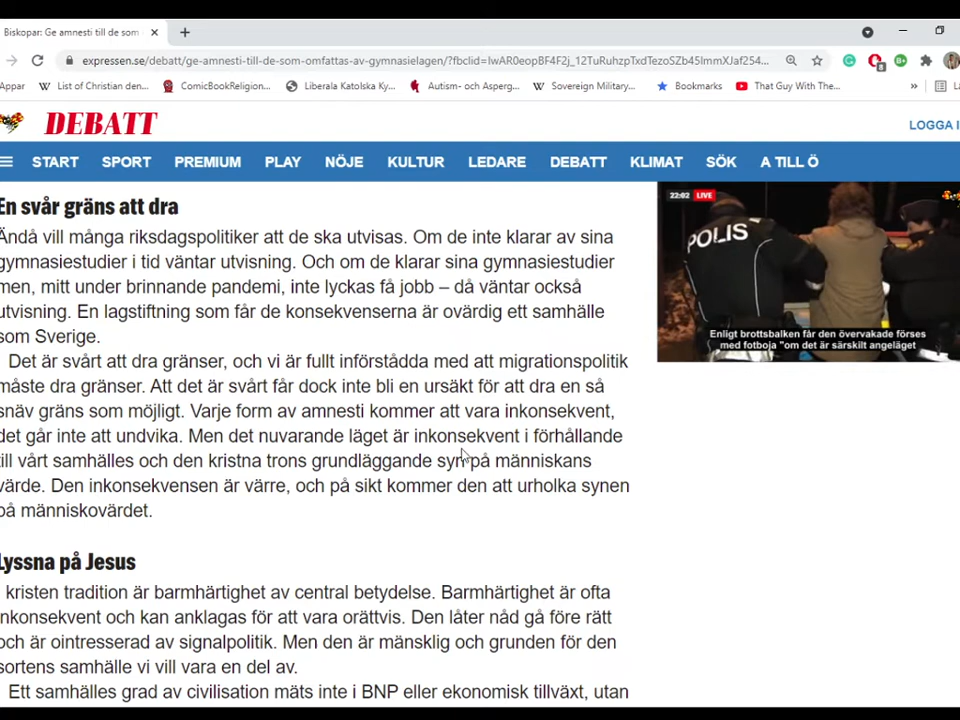 Biskopar: Ge amnesti till de som
expressen.se/debatt/ge-amnesti-till-de-som-omfattas-av-gymnasielagen/?fbclid=IwAR0eopBF4F2j_12TuRuhzpTxdTezoSZb45ImmXJaf254...
Appar
List of Christian den...
ComicBookReligion...
Liberala Katolska Ky...
Autism- och Asperg...
Sovereign Military...
Bookmarks
That Guy With The...
»
DEBATT
LOGGA I
START SPORT PREMIUM PLAY NÖJE KULTUR LEDARE DEBATT KLIMAT SÖK A TILL Ö
En svår gräns att dra
Ändå vill många riksdagspolitiker att de ska utvisas. Om de inte klarar av sina
gymnasiestudier i tid väntar utvisning. Och om de klarar sina gymnasiestudier
men, mitt under brinnande pandemi, inte lyckas få jobb – då väntar också
utvisning. En lagstiftning som får de konsekvenserna är ovärdig ett samhälle
som Sverige.
Det är svårt att dra gränser, och vi är fullt införstådda med att migrationspolitik
måste dra gränser. Att det är svårt får dock inte bli en ursäkt för att dra en så
snäv gräns som möjligt. Varje form av amnesti kommer att vara inkonsekvent,
det går inte att undvika. Men det nuvarande läget är inkonsekvent i förhållande
till vårt samhälles och den kristna trons grundläggande syn på människans
värde. Den inkonsekvensen är värre, och på sikt kommer den att urholka synen
på människovärdet.
Lyssna på Jesus
kristen tradition är barmhärtighet av central betydelse. Barmhärtighet är ofta
inkonsekvent och kan anklagas för att vara orättvis. Den låter nåd gå före rätt
och är ointresserad av signalpolitik. Men den är mänsklig och grunden för den
sortens samhälle vi vill vara en del av.
Ett samhälles grad av civilisation mäts inte i BNP eller ekonomisk tillväxt, utan
22:02 LIVE
POLIS
Enligt brottsbalken får den övervakade förses
med fotboja "om det är särskilt angeläget